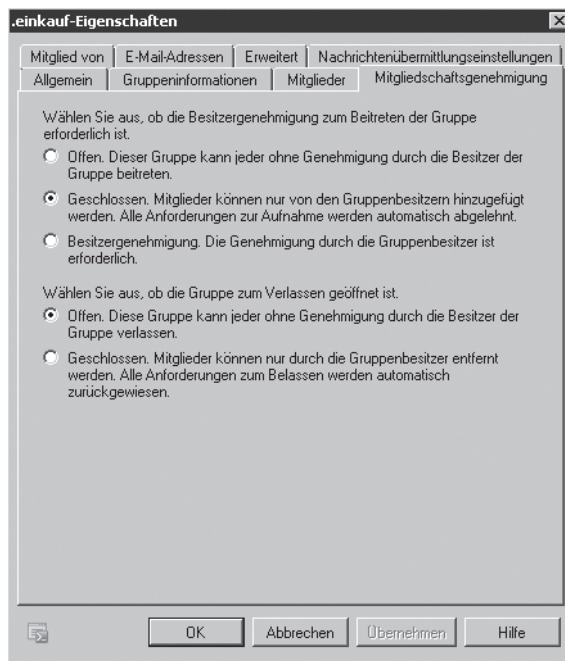 .einkauf-Eigenschaften
Mitglied von E-Mail-Adressen Erweitert Nachrichtenübermittlungseinstellungen
Allgemein Gruppeninformationen Mitglieder Mitgliedschaftsgenehmigung
Wählen Sie aus, ob die Besitzergenehmigung zum Beitreten der Gruppe
erforderlich ist.
Offen. Dieser Gruppe kann jeder ohne Genehmigung durch die Besitzer der
Gruppe beitreten.
Geschlossen. Mitglieder können nur von den Gruppenbesitzern hinzugefügt
werden. Alle Anforderungen zur Aufnahme werden automatisch abgelehnt.
Besitzergenehmigung. Die Genehmigung durch die Gruppenbesitzer ist
erforderlich.
Wählen Sie aus, ob die Gruppe zum Verlassen geöffnet ist.
Offen. Diese Gruppe kann jeder ohne Genehmigung durch die Besitzer der
Gruppe verlassen.
Geschlossen. Mitglieder können nur durch die Gruppenbesitzer entfernt
werden. Alle Anforderungen zum Belassen werden automatisch
zurückgewiesen.
OK Abbrechen Übernehmen Hilfe